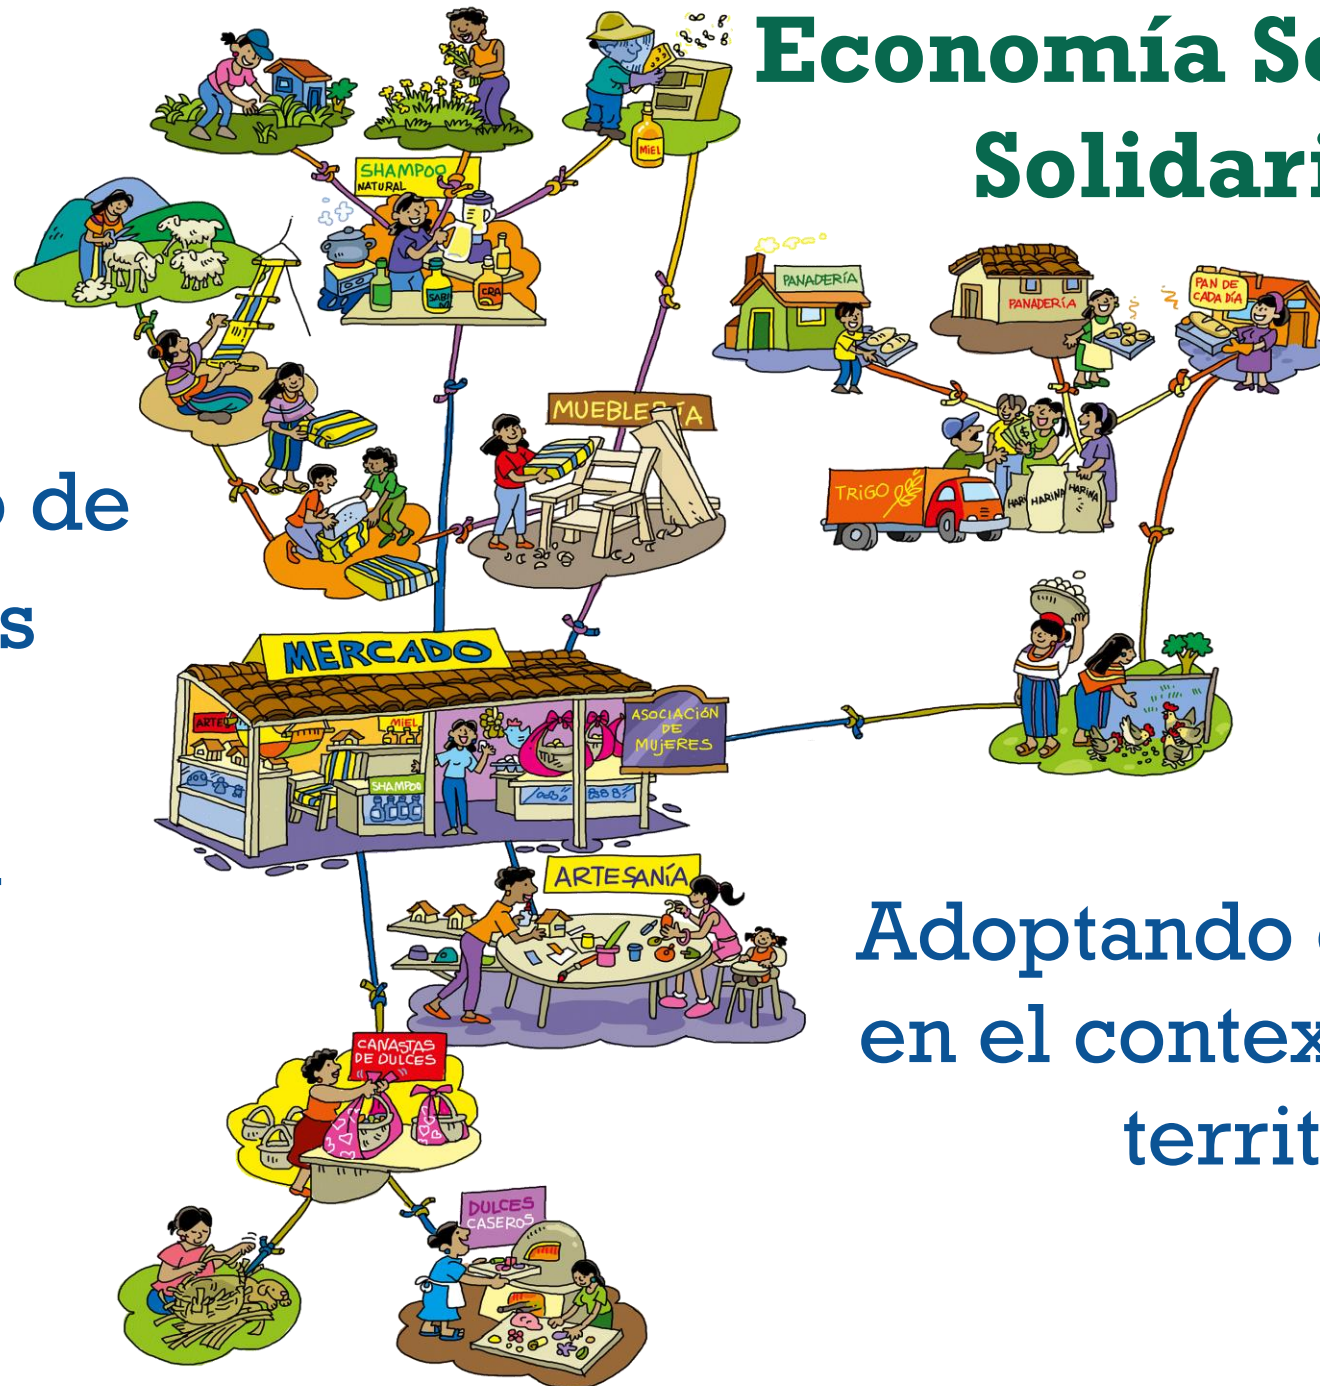 Economía S
Solidari
MIEL
SHAMPOO
NATURAL
PANADERÍA
PANADERÍA
PAN DE
CADA DÍA
CRA
MUEBLERÍA
TRIGO
HARINA
HARINA
de
s
MERCADO
ARTE
MIEL
SHAMPOO
ASOCIACIÓN
DE
MUJERES
ARTESANÍA
Adoptando
en el contex
territ
CANASTAS
DE DULCES
DULCES
CASEROS